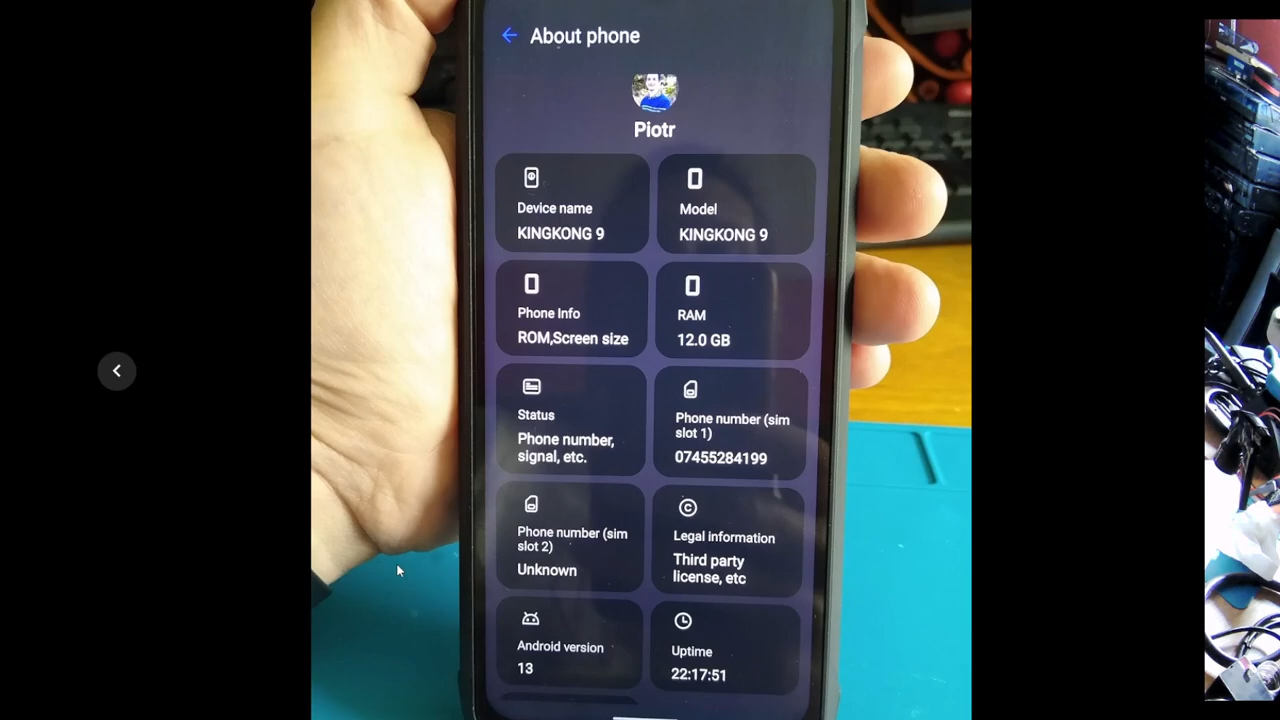 About phone
Piotr
Device name
KINGKONG 9
Model
KINGKONG 9
Phone Info
ROM,Screen size
RAM
12.0 GB
Status
Phone number,
signal, etc.
Phone number (sim
slot 1)
07455284199
Phone number (sim
slot 2)
Unknown
Legal information
Third party
license, etc
Android version
13
Uptime
22:17:51